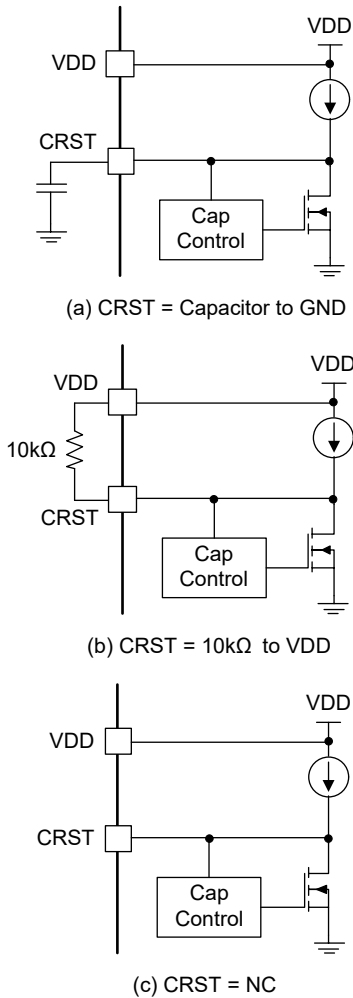 VDD
VDD
CRST
Cap
Control
(a) CRST = Capacitor to GND
VDD
VDD
10kΩ
CRST
Cap
Control
(b) CRST = 10kΩ to VDD
VDD
VDD
CRST
Cap
Control
(c) CRST = NC